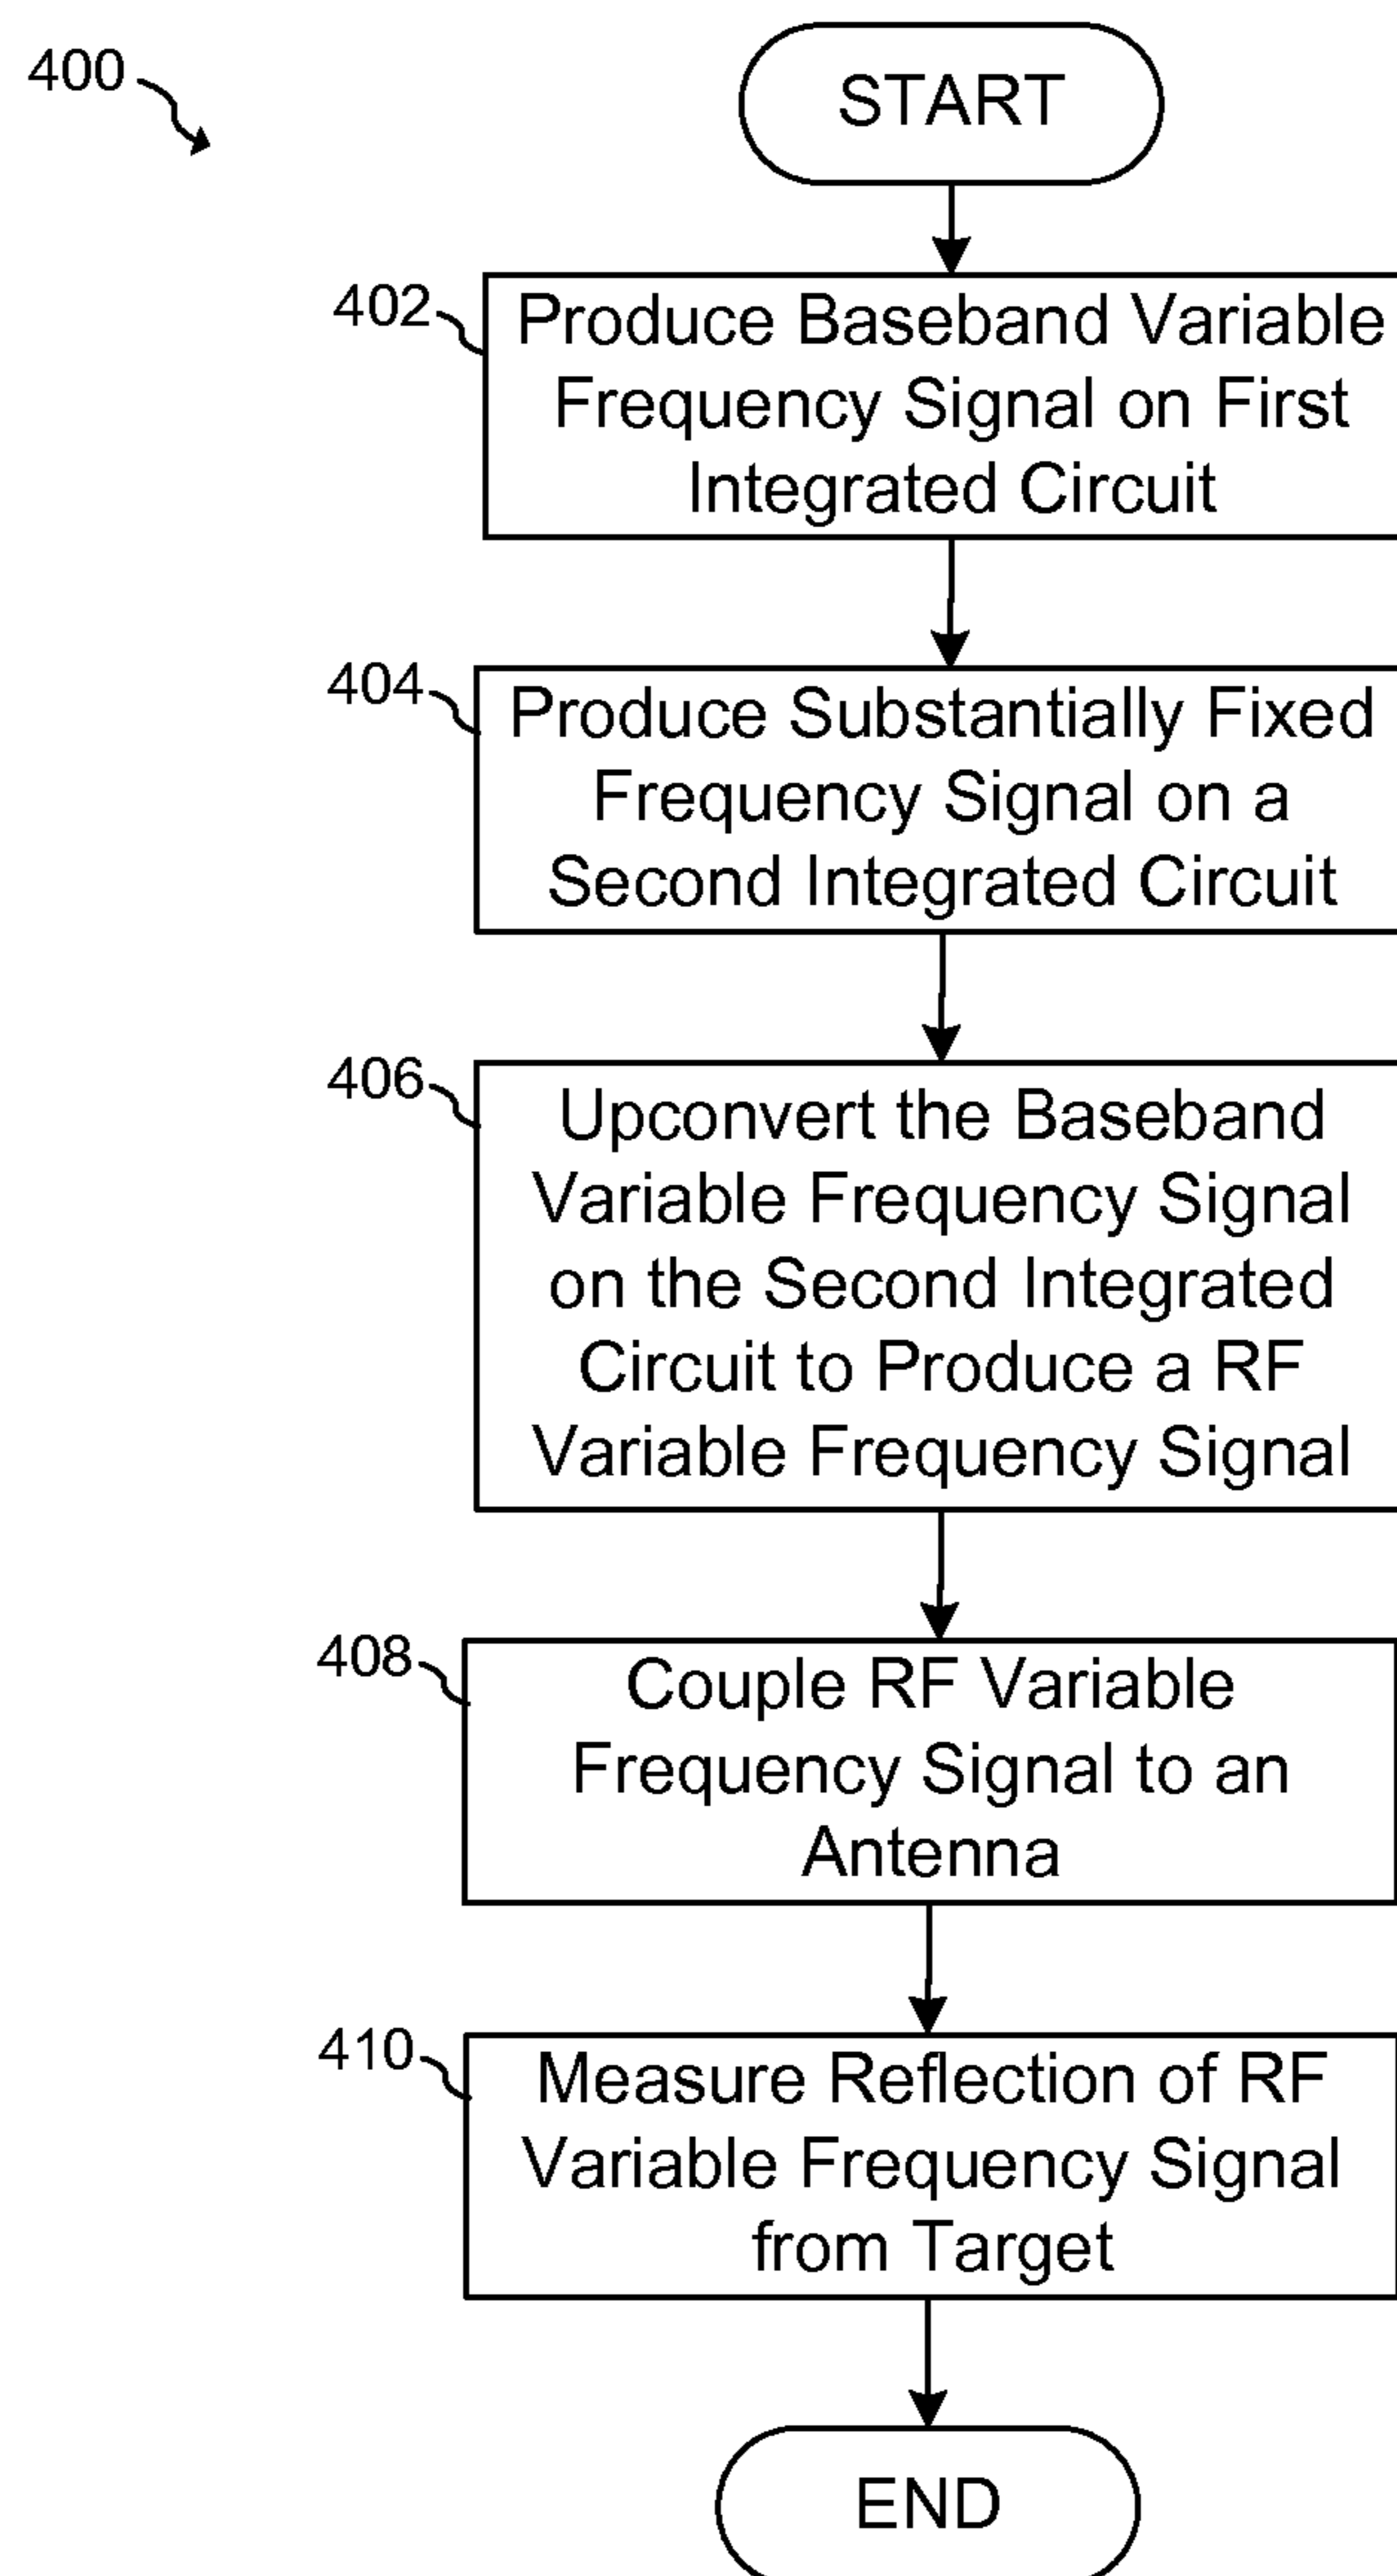 400
START
402
Produce Baseband Variable
Frequency Signal on First
Integrated Circuit
404
Produce Substantially Fixed
Frequency Signal on a
Second Integrated Circuit
406
Upconvert the Baseband
Variable Frequency Signal
on the Second Integrated
Circuit to Produce a RF
Variable Frequency Signal
408
Couple RF Variable
Frequency Signal to an
Antenna
410
Measure Reflection of RF
Variable Frequency Signal
from Target
END